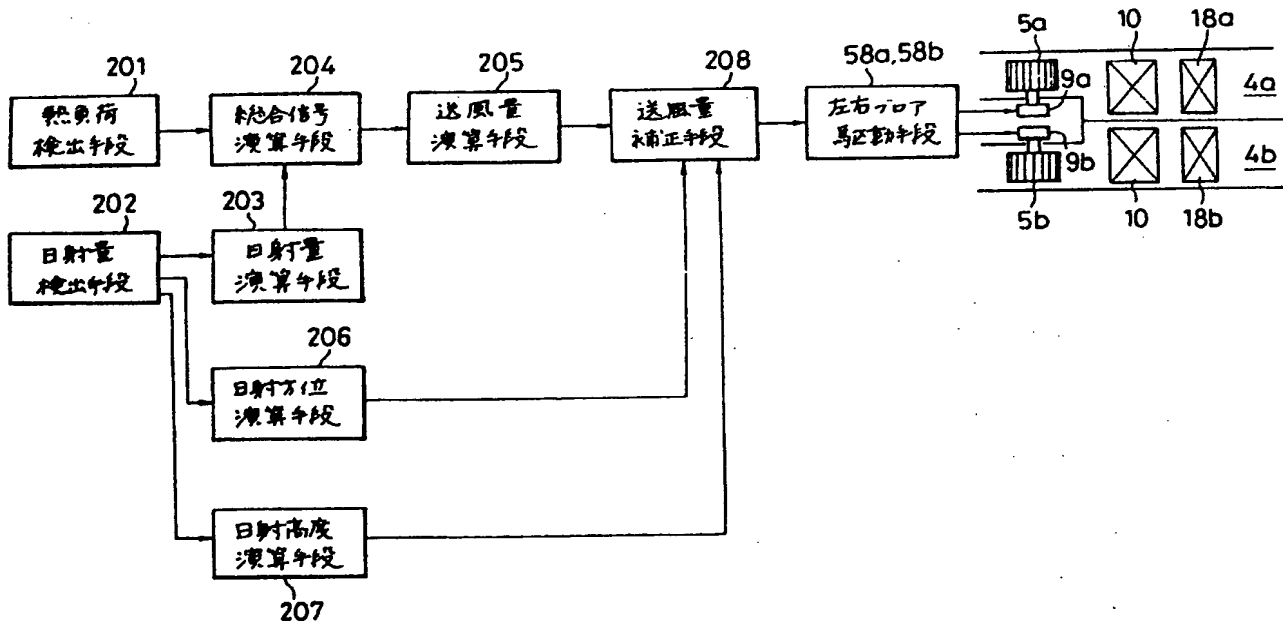 201
熱負荷
検出手段
204
総合信号
演算手段
205
送風量
演算手段
208
送風量
補正手段
58a,58b
左右ブロア
駆動手段
5a
10
18a
9a
4a
9b
4b
5b
10
18b
202
日射量
検出手段
203
日射量
演算手段
206
日射方位
演算手段
日射高度
演算手段
207